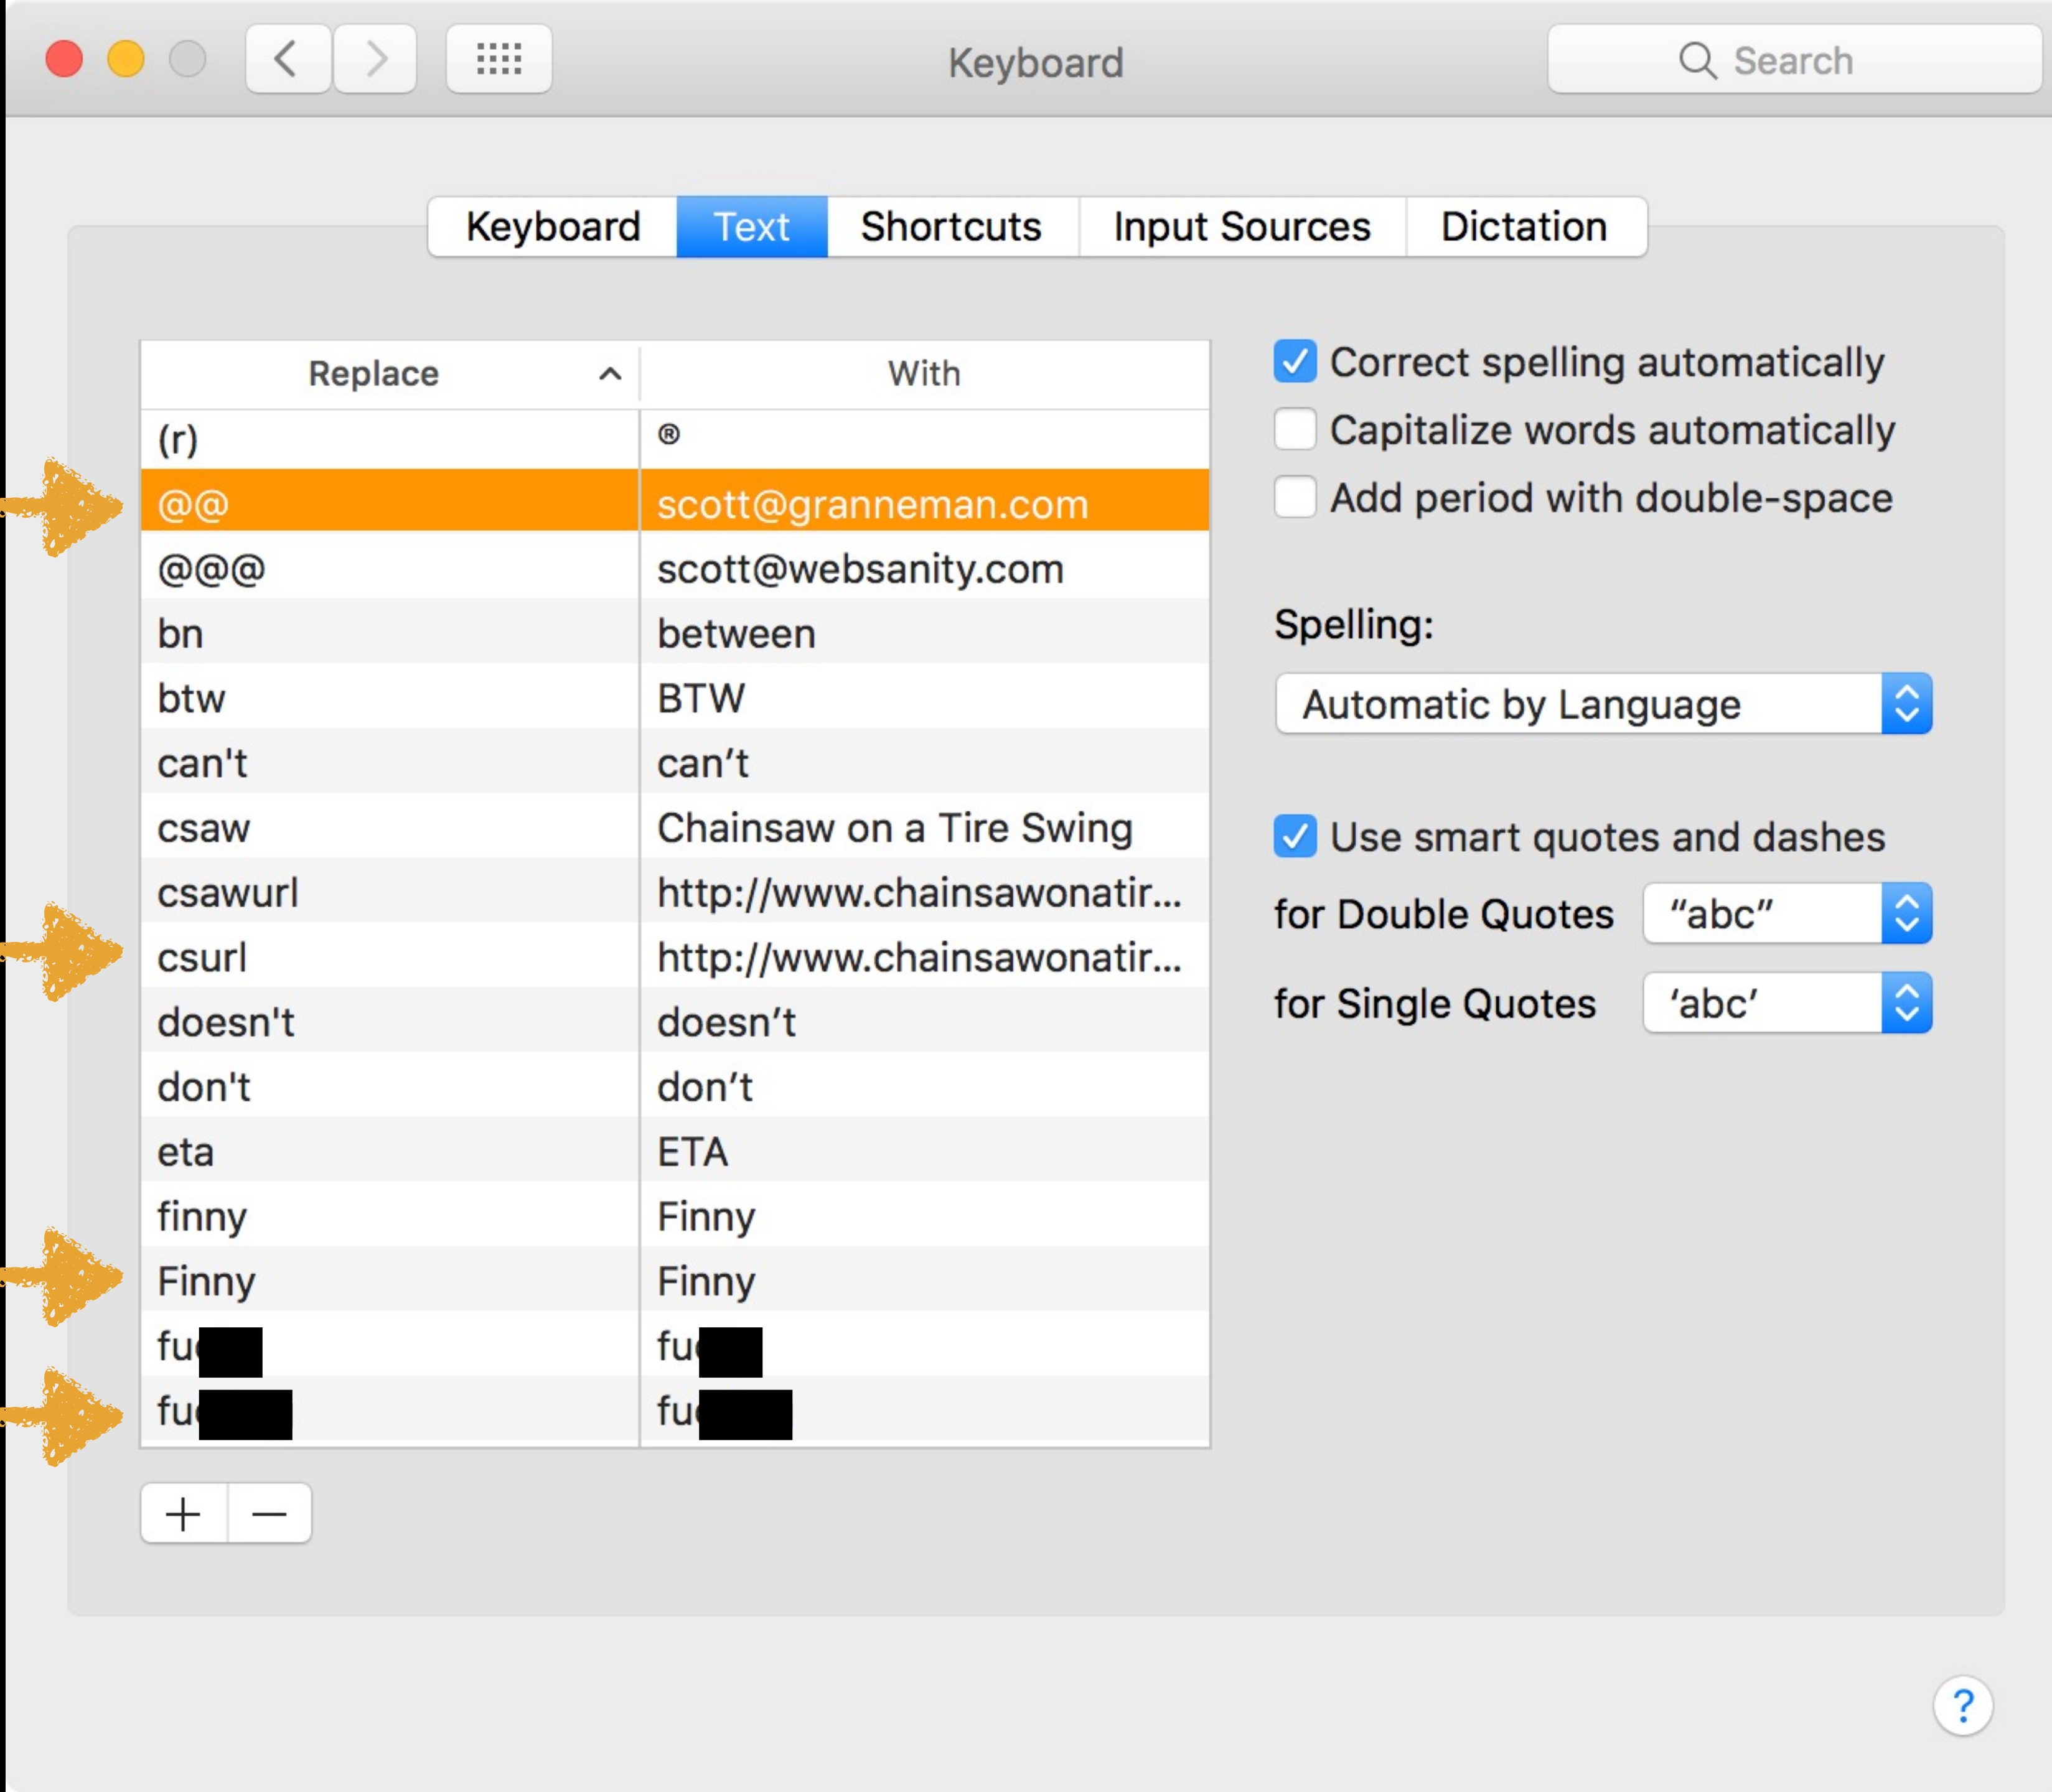 Keyboard
Search
Keyboard Text Shortcuts Input Sources Dictation
Replace With
(r) ®
@@ scott@granneman.com
@@@ scott@websanity.com
bn between
btw BTW
can't can’t
csaw Chainsaw on a Tire Swing
csawurl http://www.chainsawonatir...
csurl http://www.chainsawonatir...
doesn't doesn’t
don't don’t
eta ETA
finny Finny
Finny Finny
+ −
Correct spelling automatically
Capitalize words automatically
Add period with double-space
Spelling:
Automatic by Language
Use smart quotes and dashes
for Double Quotes “abc”
for Single Quotes ‘abc’
?